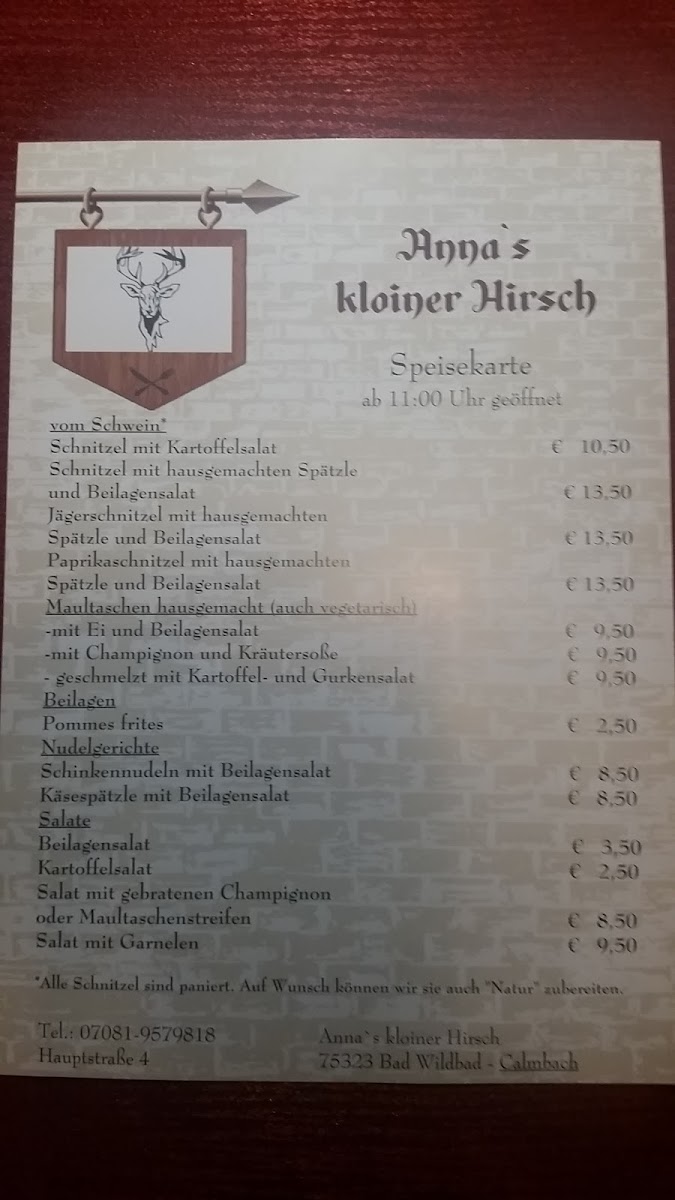 Anna`s
kloiner Hirsch
Speisekarte
ab 11:00 Uhr geöffnet
vom Schwein*
Schnitzel mit Kartoffelsalat € 10,50
Schnitzel mit hausgemachten Spätzle
und Beilagensalat € 13,50
Jägerschnitzel mit hausgemachten
Spätzle und Beilagensalat € 13,50
Paprikaschnitzel mit hausgemachten
Spätzle und Beilagensalat € 13,50
Maultaschen hausgemacht (auch vegetarisch)
-mit Ei und Beilagensalat € 9,50
-mit Champignon und Kräutersoße € 9,50
- geschmelzt mit Kartoffel- und Gurkensalat € 9,50
Beilagen
Pommes frites € 2,50
Nudelgerichte
Schinkennudeln mit Beilagensalat € 8,50
Käsespätzle mit Beilagensalat € 8,50
Salate
Beilagensalat € 3,50
Kartoffelsalat € 2,50
Salat mit gebratenen Champignon
oder Maultaschenstreifen € 8,50
Salat mit Garnelen € 9,50
*Alle Schnitzel sind paniert. Auf Wunsch können wir sie auch "Natur" zubereiten.
Tel.: 07081-9579818 Anna`s kloiner Hirsch
Hauptstraße 4 75323 Bad Wildbad - Calmbach